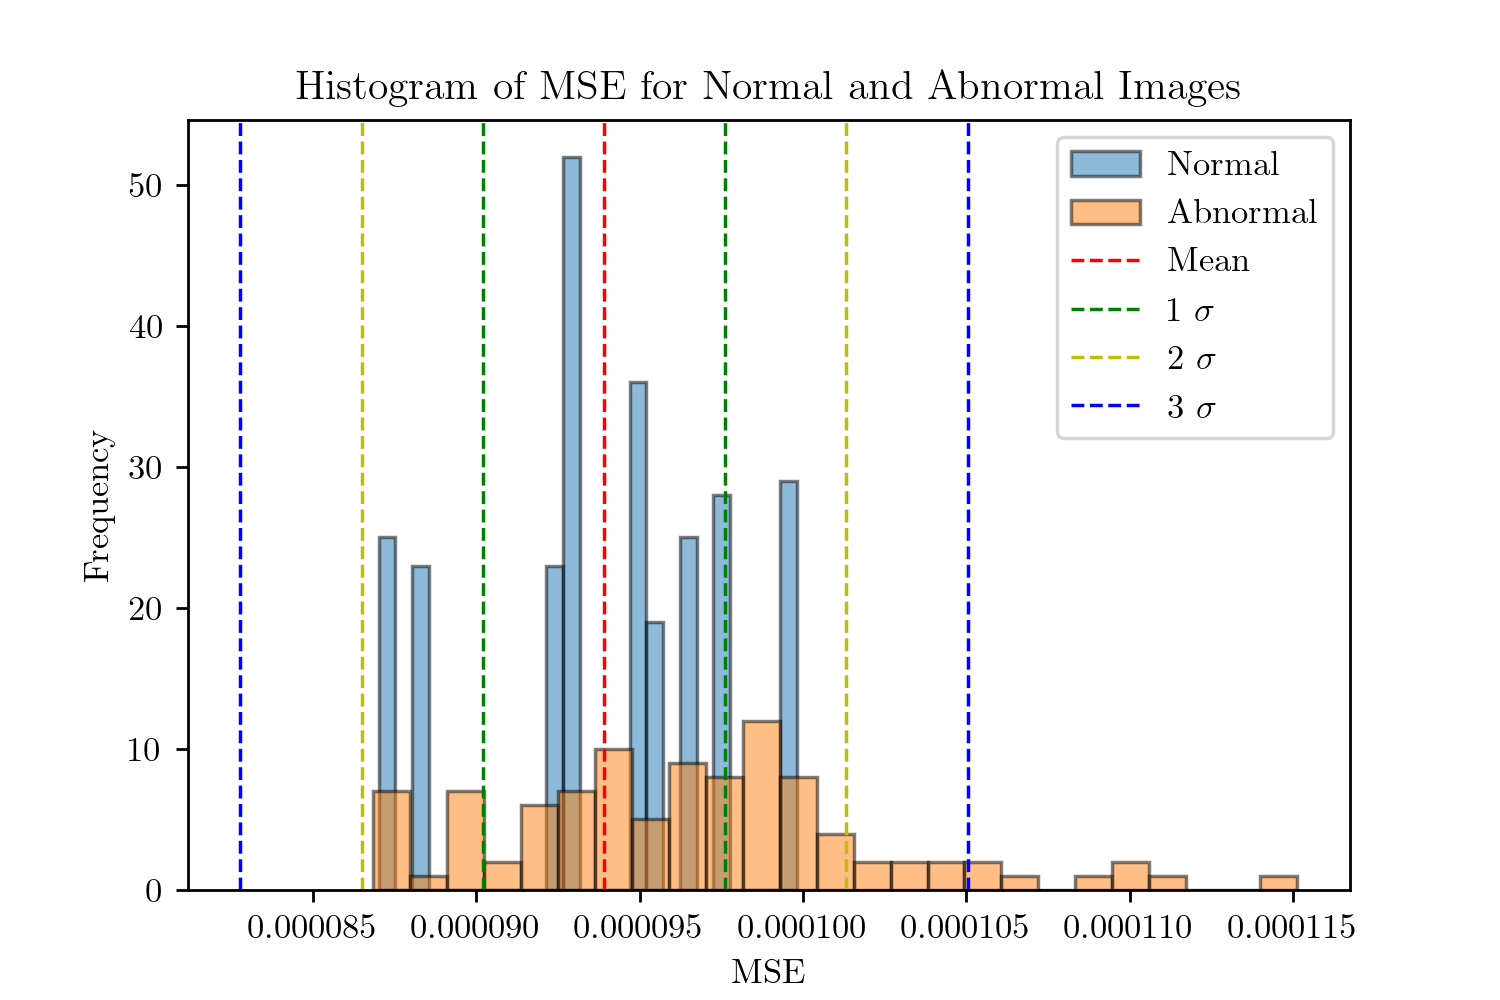 Histogram of MSE for Normal and Abnormal Images
Normal
Abnormal
Mean
1 σ
2 σ
3 σ
50
40
30
20
10
0
Frequency
0.000085 0.000090 0.000095 0.000100 0.000105 0.000110 0.000115
MSE